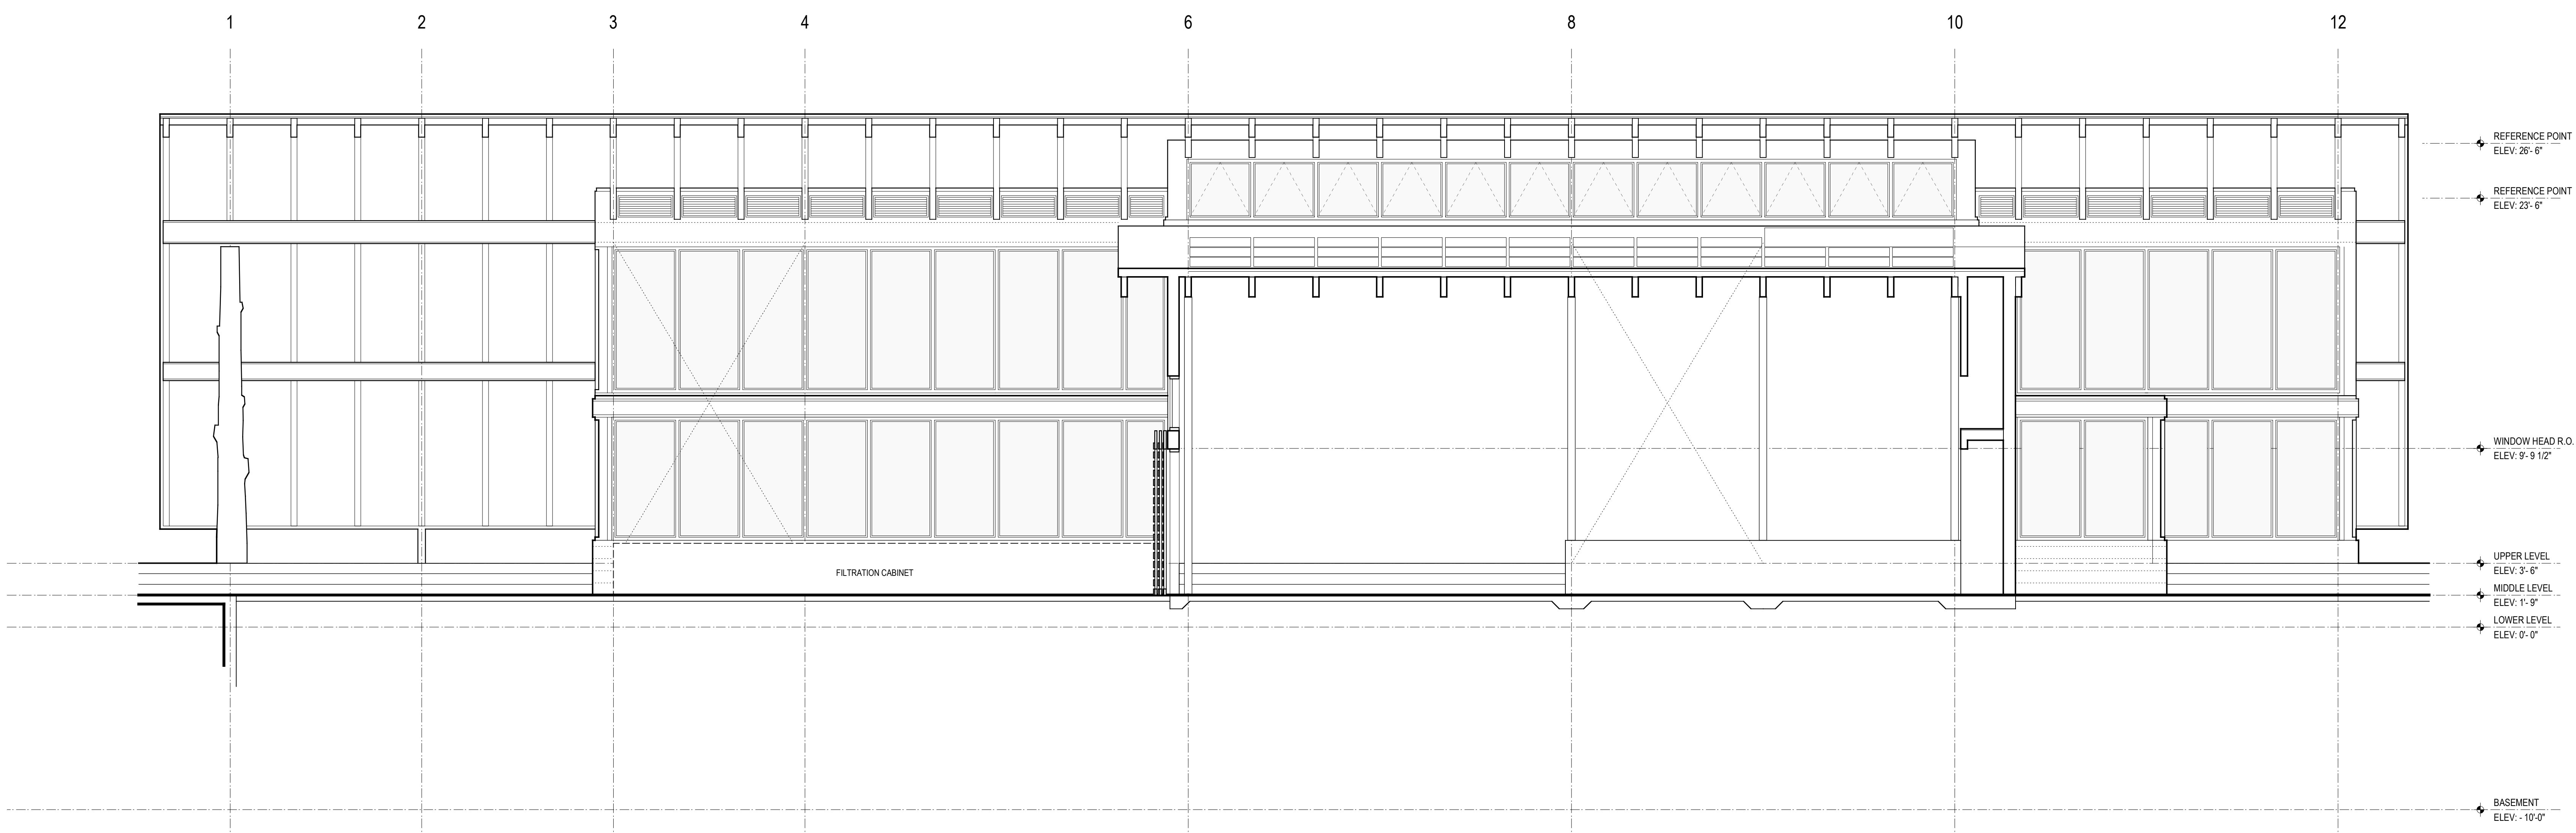 1 2 3 4 6 8 10 12
REFERENCE POINT
ELEV: 26'- 6"
REFERENCE POINT
ELEV: 23'- 6"
WINDOW HEAD R.O.
ELEV: 9'- 9 1/2"
FILTRATION CABINET
UPPER LEVEL
ELEV: 3'- 6"
MIDDLE LEVEL
ELEV: 1'- 9"
LOWER LEVEL
ELEV: 0'- 0"
BASEMENT
ELEV: - 10'-0"